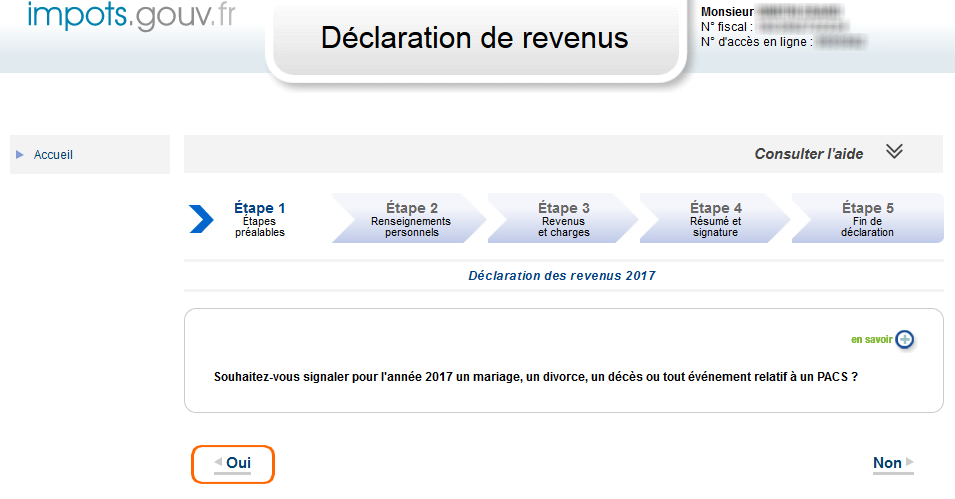 impots.gouv.fr
Déclaration de revenus
Monsieur
N° fiscal :
N° d'accès en ligne :
Accueil
Consulter l'aide
Étape 1
Étapes
préalables
Étape 2
Renseignements
personnels
Étape 3
Revenus
et charges
Étape 4
Résumé et
signature
Étape 5
Fin de
déclaration
Déclaration des revenus 2017
en savoir
Souhaitez-vous signaler pour l'année 2017 un mariage, un divorce, un décès ou tout événement relatif à un PACS ?
Oui
Non